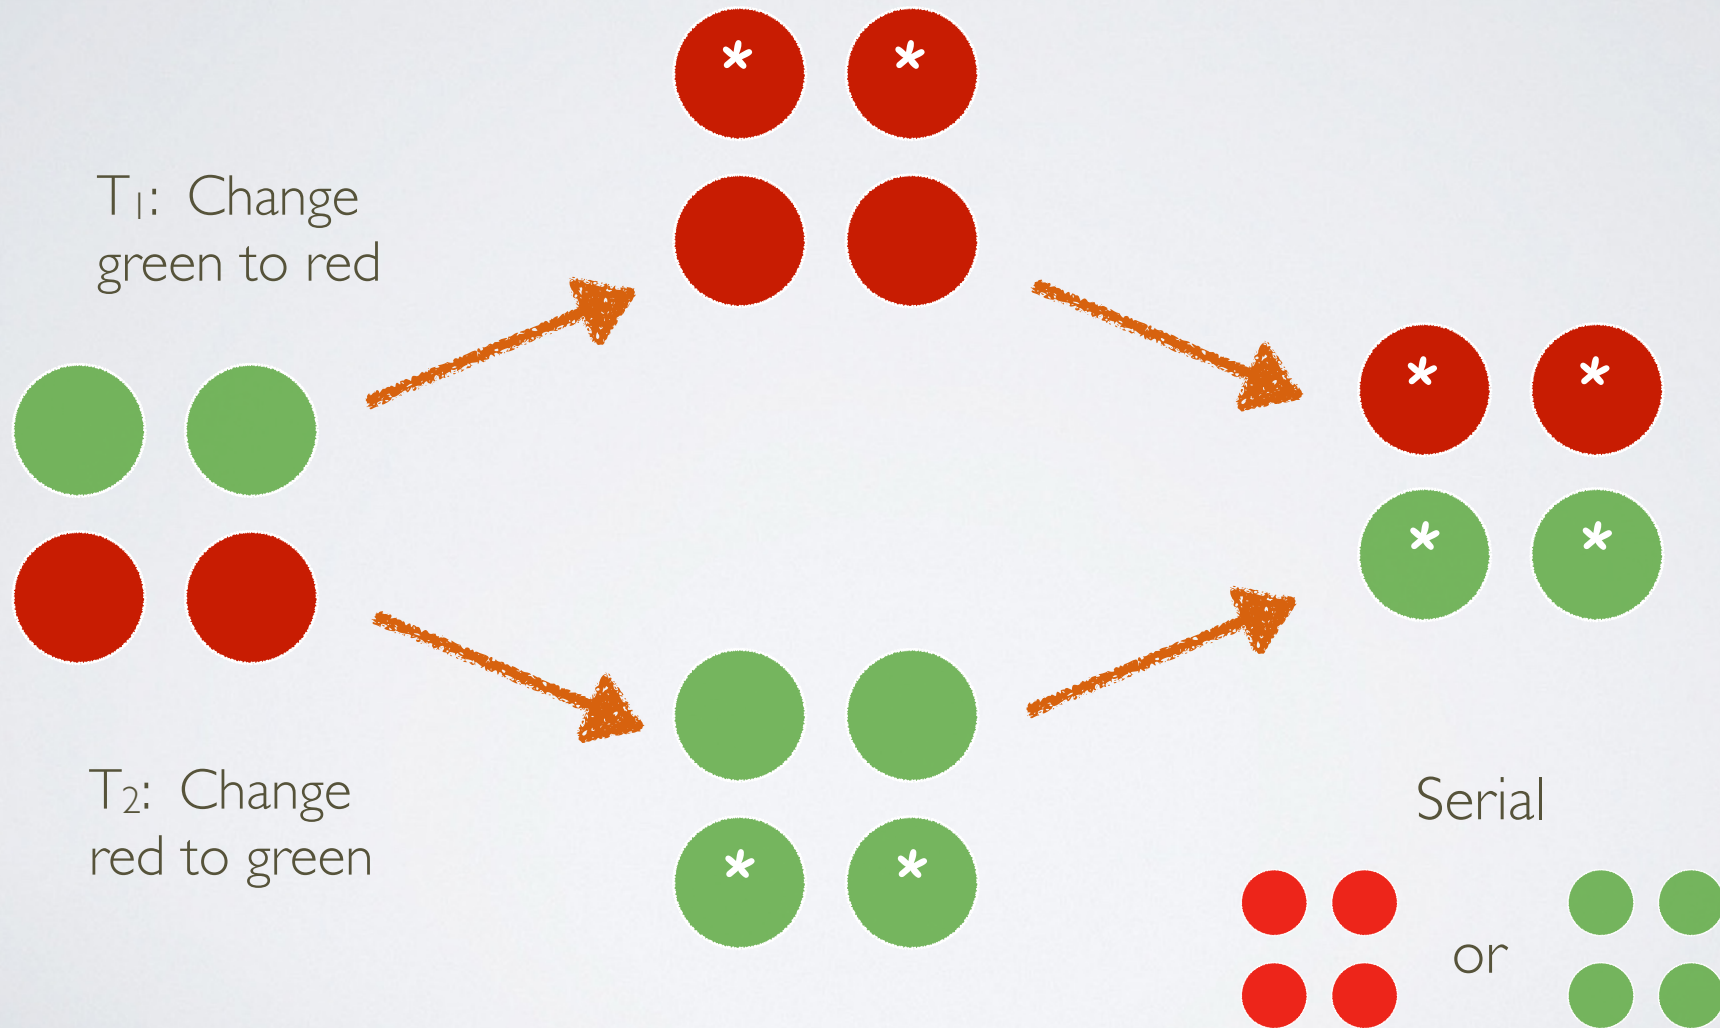 * *
T₁: Change
green to red
* *
* *
T₂: Change
red to green
* *
Serial
or